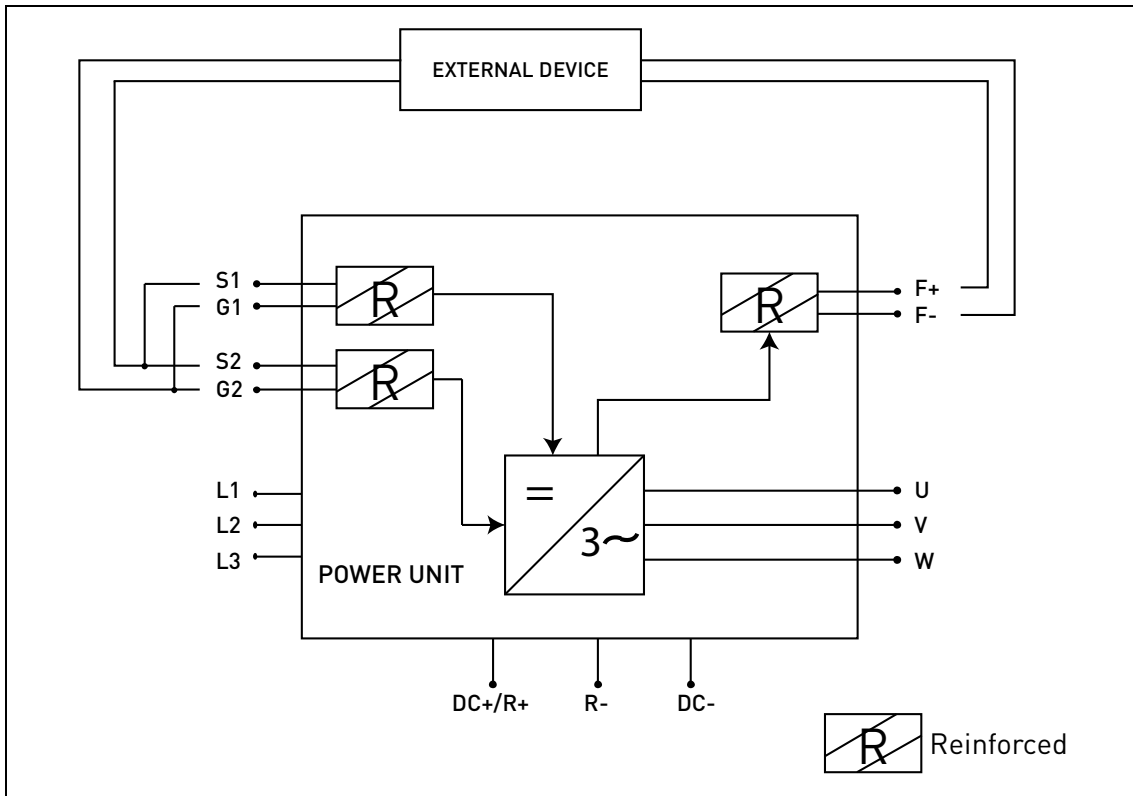 EXTERNAL DEVICE
S1
G1
S2
G2
R
R
R
F+
F-
L1
L2
L3
=
3~
U
V
W
POWER UNIT
DC+/R+
R-
DC-
R
Reinforced